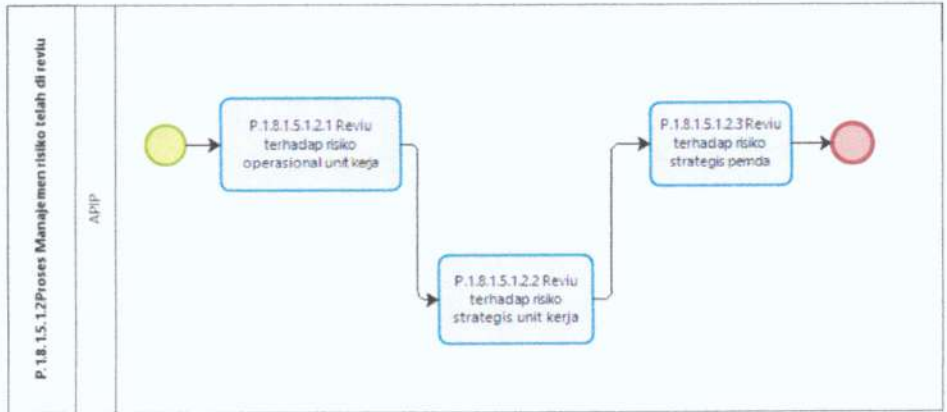 P.1.8.1.5.1.2Proses Manajemen risiko telah di reviu
APIP
P.1.8.1.5.1.2.1 Reviu
terhadap risiko
operasional unit kerja
P.1.8.1.5.1.2.2 Reviu
terhadap risiko
strategis unit kerja
P.1.8.1.5.1.2.3 Reviu
terhadap risiko
strategis pemda